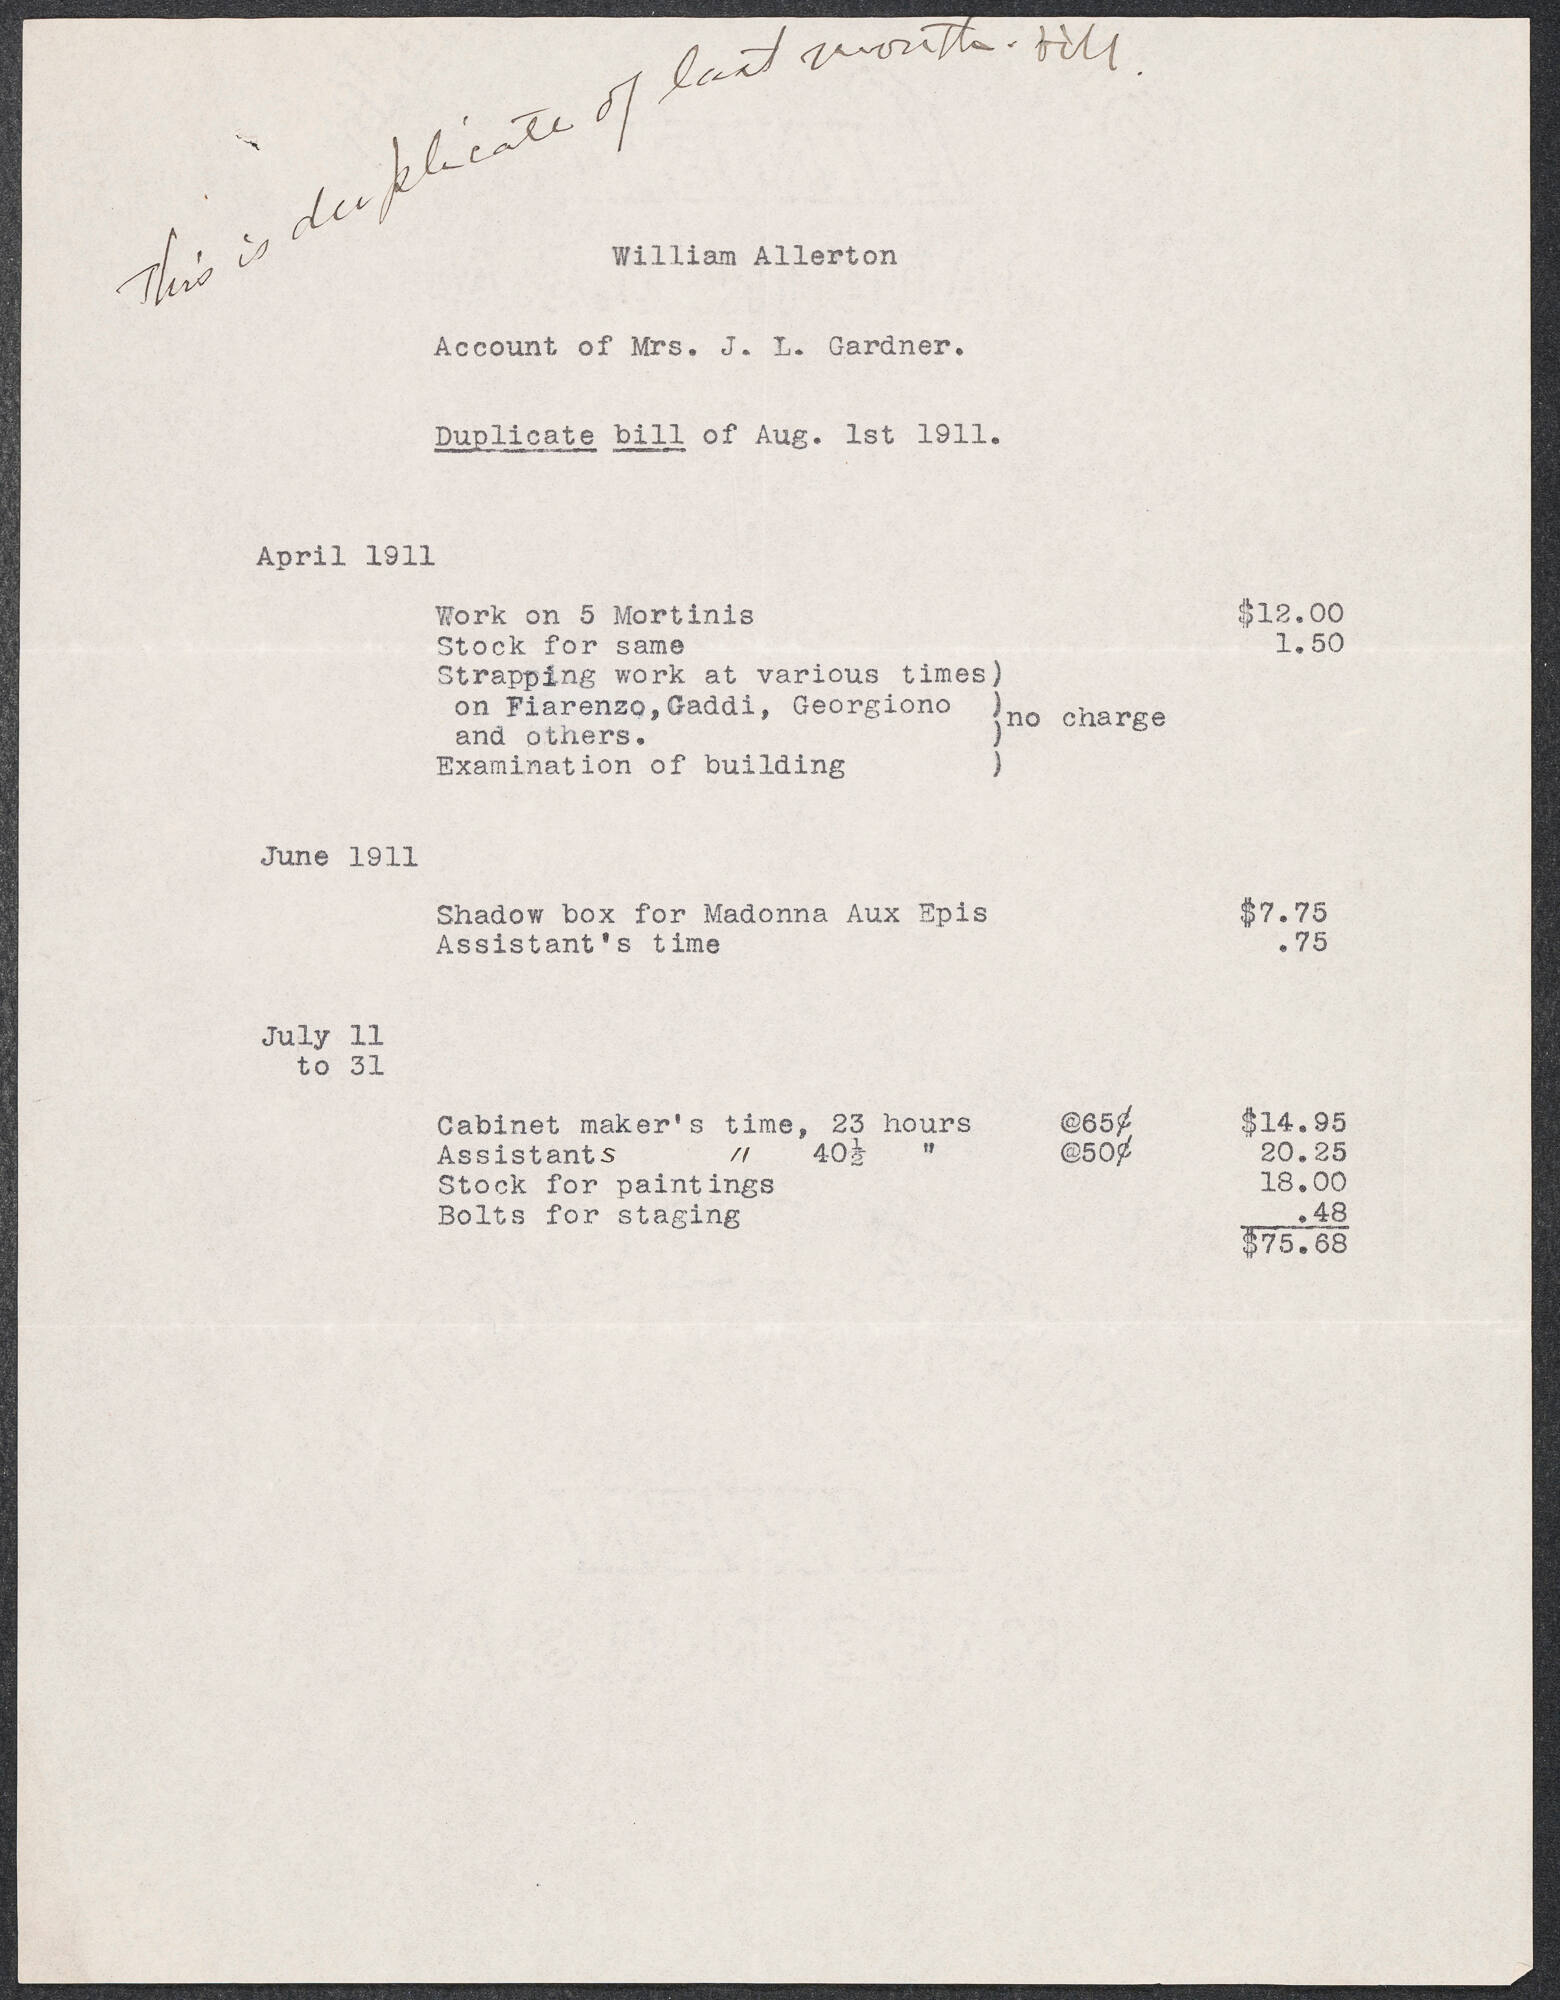 This is duplicate of last month. bill.
William Allerton
Account of Mrs. J. L. Gardner.
Duplicate bill of Aug. 1st 1911.
April 1911
Work on 5 Mortinis $12.00
Stock for same 1.50
Strapping work at various times)
on Fiarenzo,Gaddi, Georgiono )no charge
and others. )
Examination of building )
June 1911
Shadow box for Madonna Aux Epis $7.75
Assistant's time .75
July 11
to 31
Cabinet maker's time, 23 hours @65¢ $14.95
Assistants " 40½ " @50¢ 20.25
Stock for paintings 18.00
Bolts for staging .48
$75.68